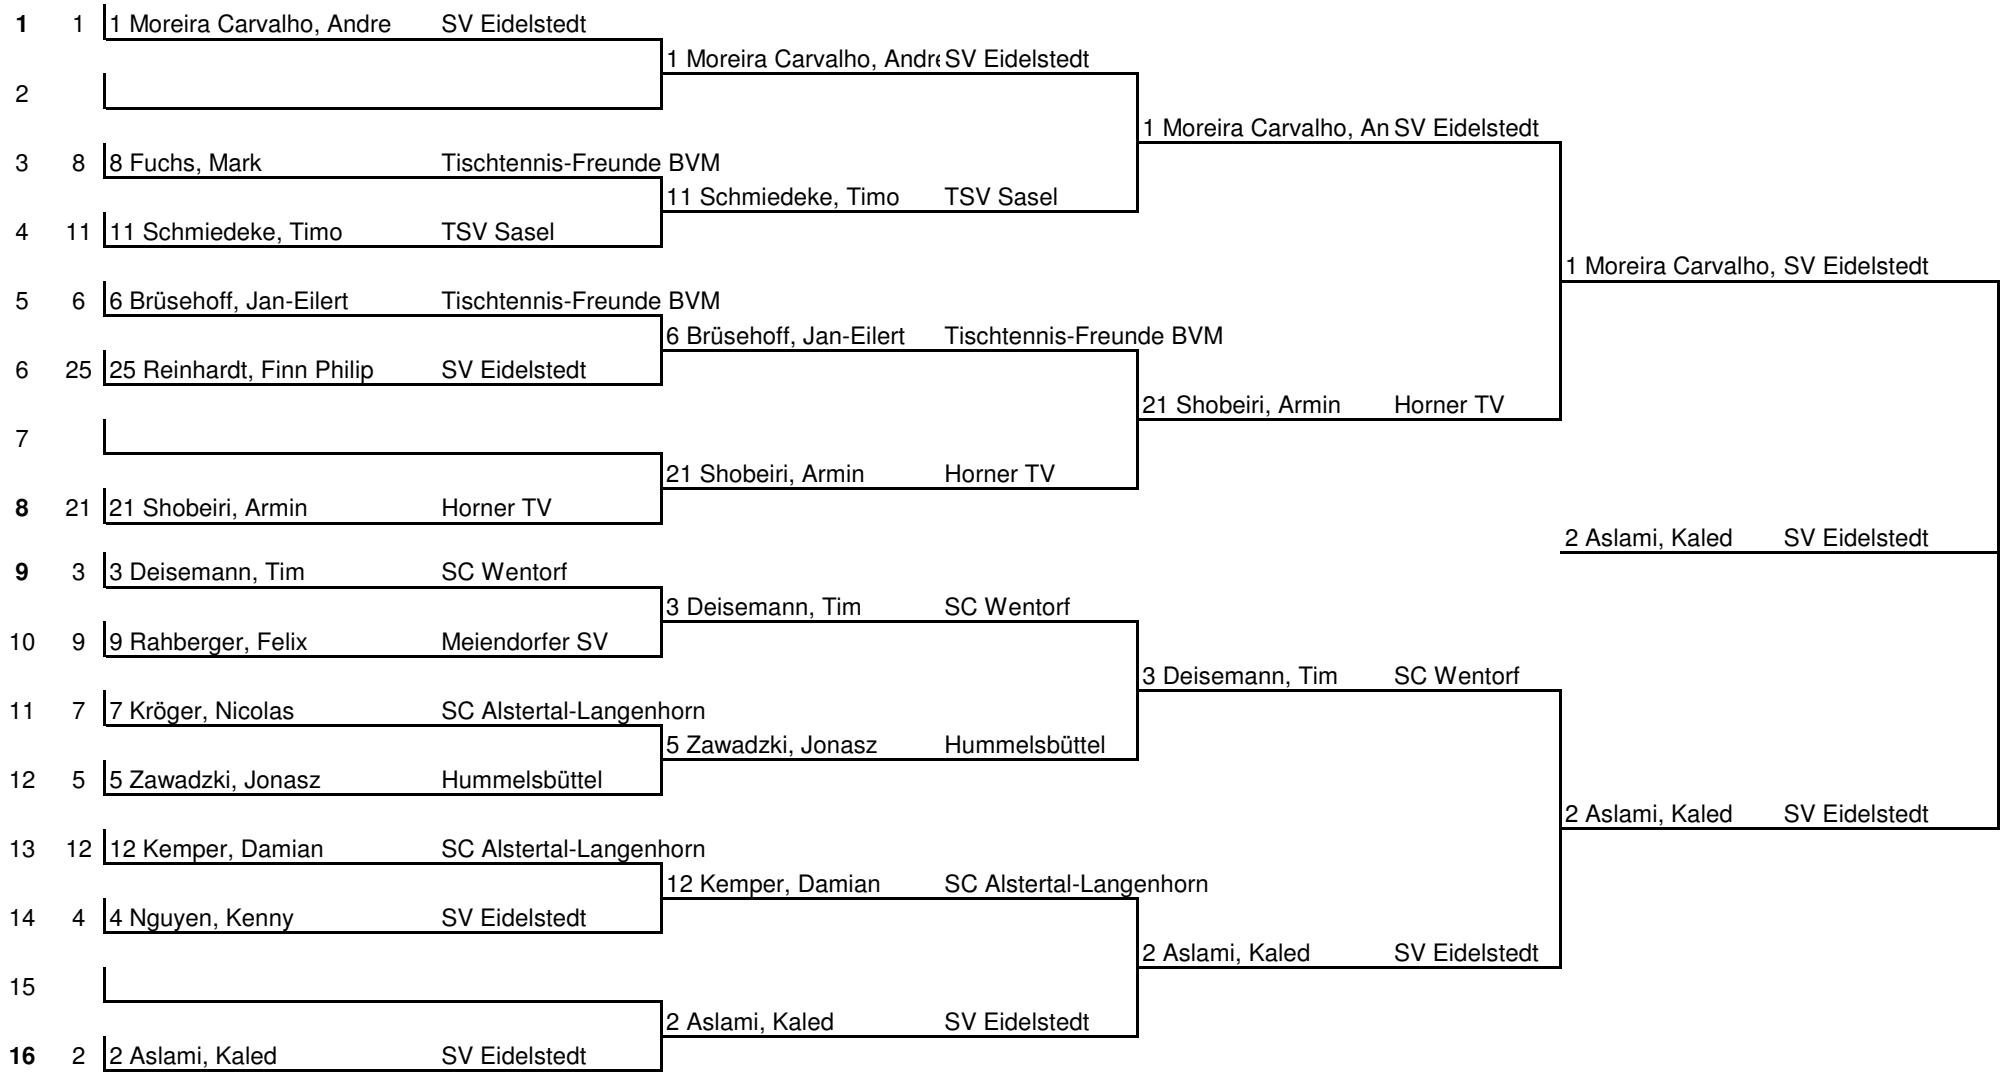 1 1 1 Moreira Carvalho, Andre SV Eidelstedt
1 Moreira Carvalho, Andre SV Eidelstedt
2
1 Moreira Carvalho, An SV Eidelstedt
3 8 8 Fuchs, Mark Tischtennis-Freunde BVM
11 Schmiedeke, Timo TSV Sasel
4 11 11 Schmiedeke, Timo TSV Sasel
1 Moreira Carvalho, SV Eidelstedt
5 6 6 Brüsehoff, Jan-Eilert Tischtennis-Freunde BVM
6 Brüsehoff, Jan-Eilert Tischtennis-Freunde BVM
6 25 25 Reinhardt, Finn Philip SV Eidelstedt
21 Shobeiri, Armin Horner TV
7
21 Shobeiri, Armin Horner TV
8 21 21 Shobeiri, Armin Horner TV
2 Aslami, Kaled SV Eidelstedt
9 3 3 Deisemann, Tim SC Wentorf
3 Deisemann, Tim SC Wentorf
10 9 9 Rahberger, Felix Meiendorfer SV
3 Deisemann, Tim SC Wentorf
11 7 7 Kröger, Nicolas SC Alstertal-Langenhorn
5 Zawadzki, Jonasz Hummelsbüttel
12 5 5 Zawadzki, Jonasz Hummelsbüttel
2 Aslami, Kaled SV Eidelstedt
13 12 12 Kemper, Damian SC Alstertal-Langenhorn
12 Kemper, Damian SC Alstertal-Langenhorn
14 4 4 Nguyen, Kenny SV Eidelstedt
2 Aslami, Kaled SV Eidelstedt
15
2 Aslami, Kaled SV Eidelstedt
16 2 2 Aslami, Kaled SV Eidelstedt